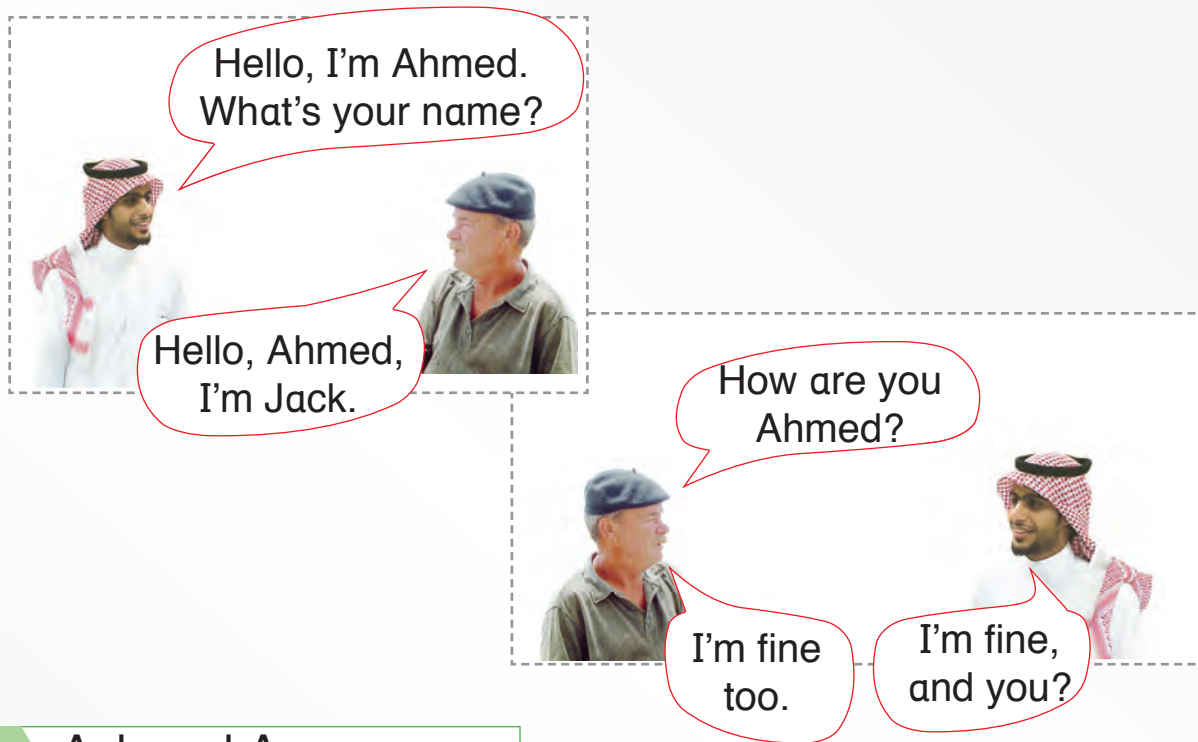 Hello, I'm Ahmed.
What's your name?
Hello, Ahmed,
I'm Jack.
How are you
Ahmed?
I'm fine,
and you?
I'm fine
too.